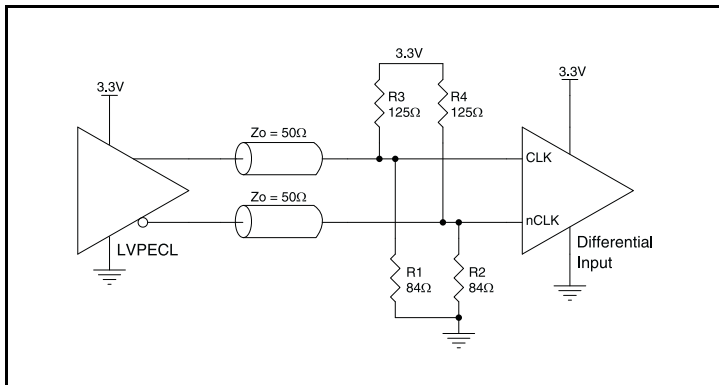 3.3V
3.3V
3.3V
R3
125Ω
R4
125Ω
Zo = 50Ω
CLK
Zo = 50Ω
nCLK
LVPECL
Differential
Input
R1
84Ω
R2
84Ω